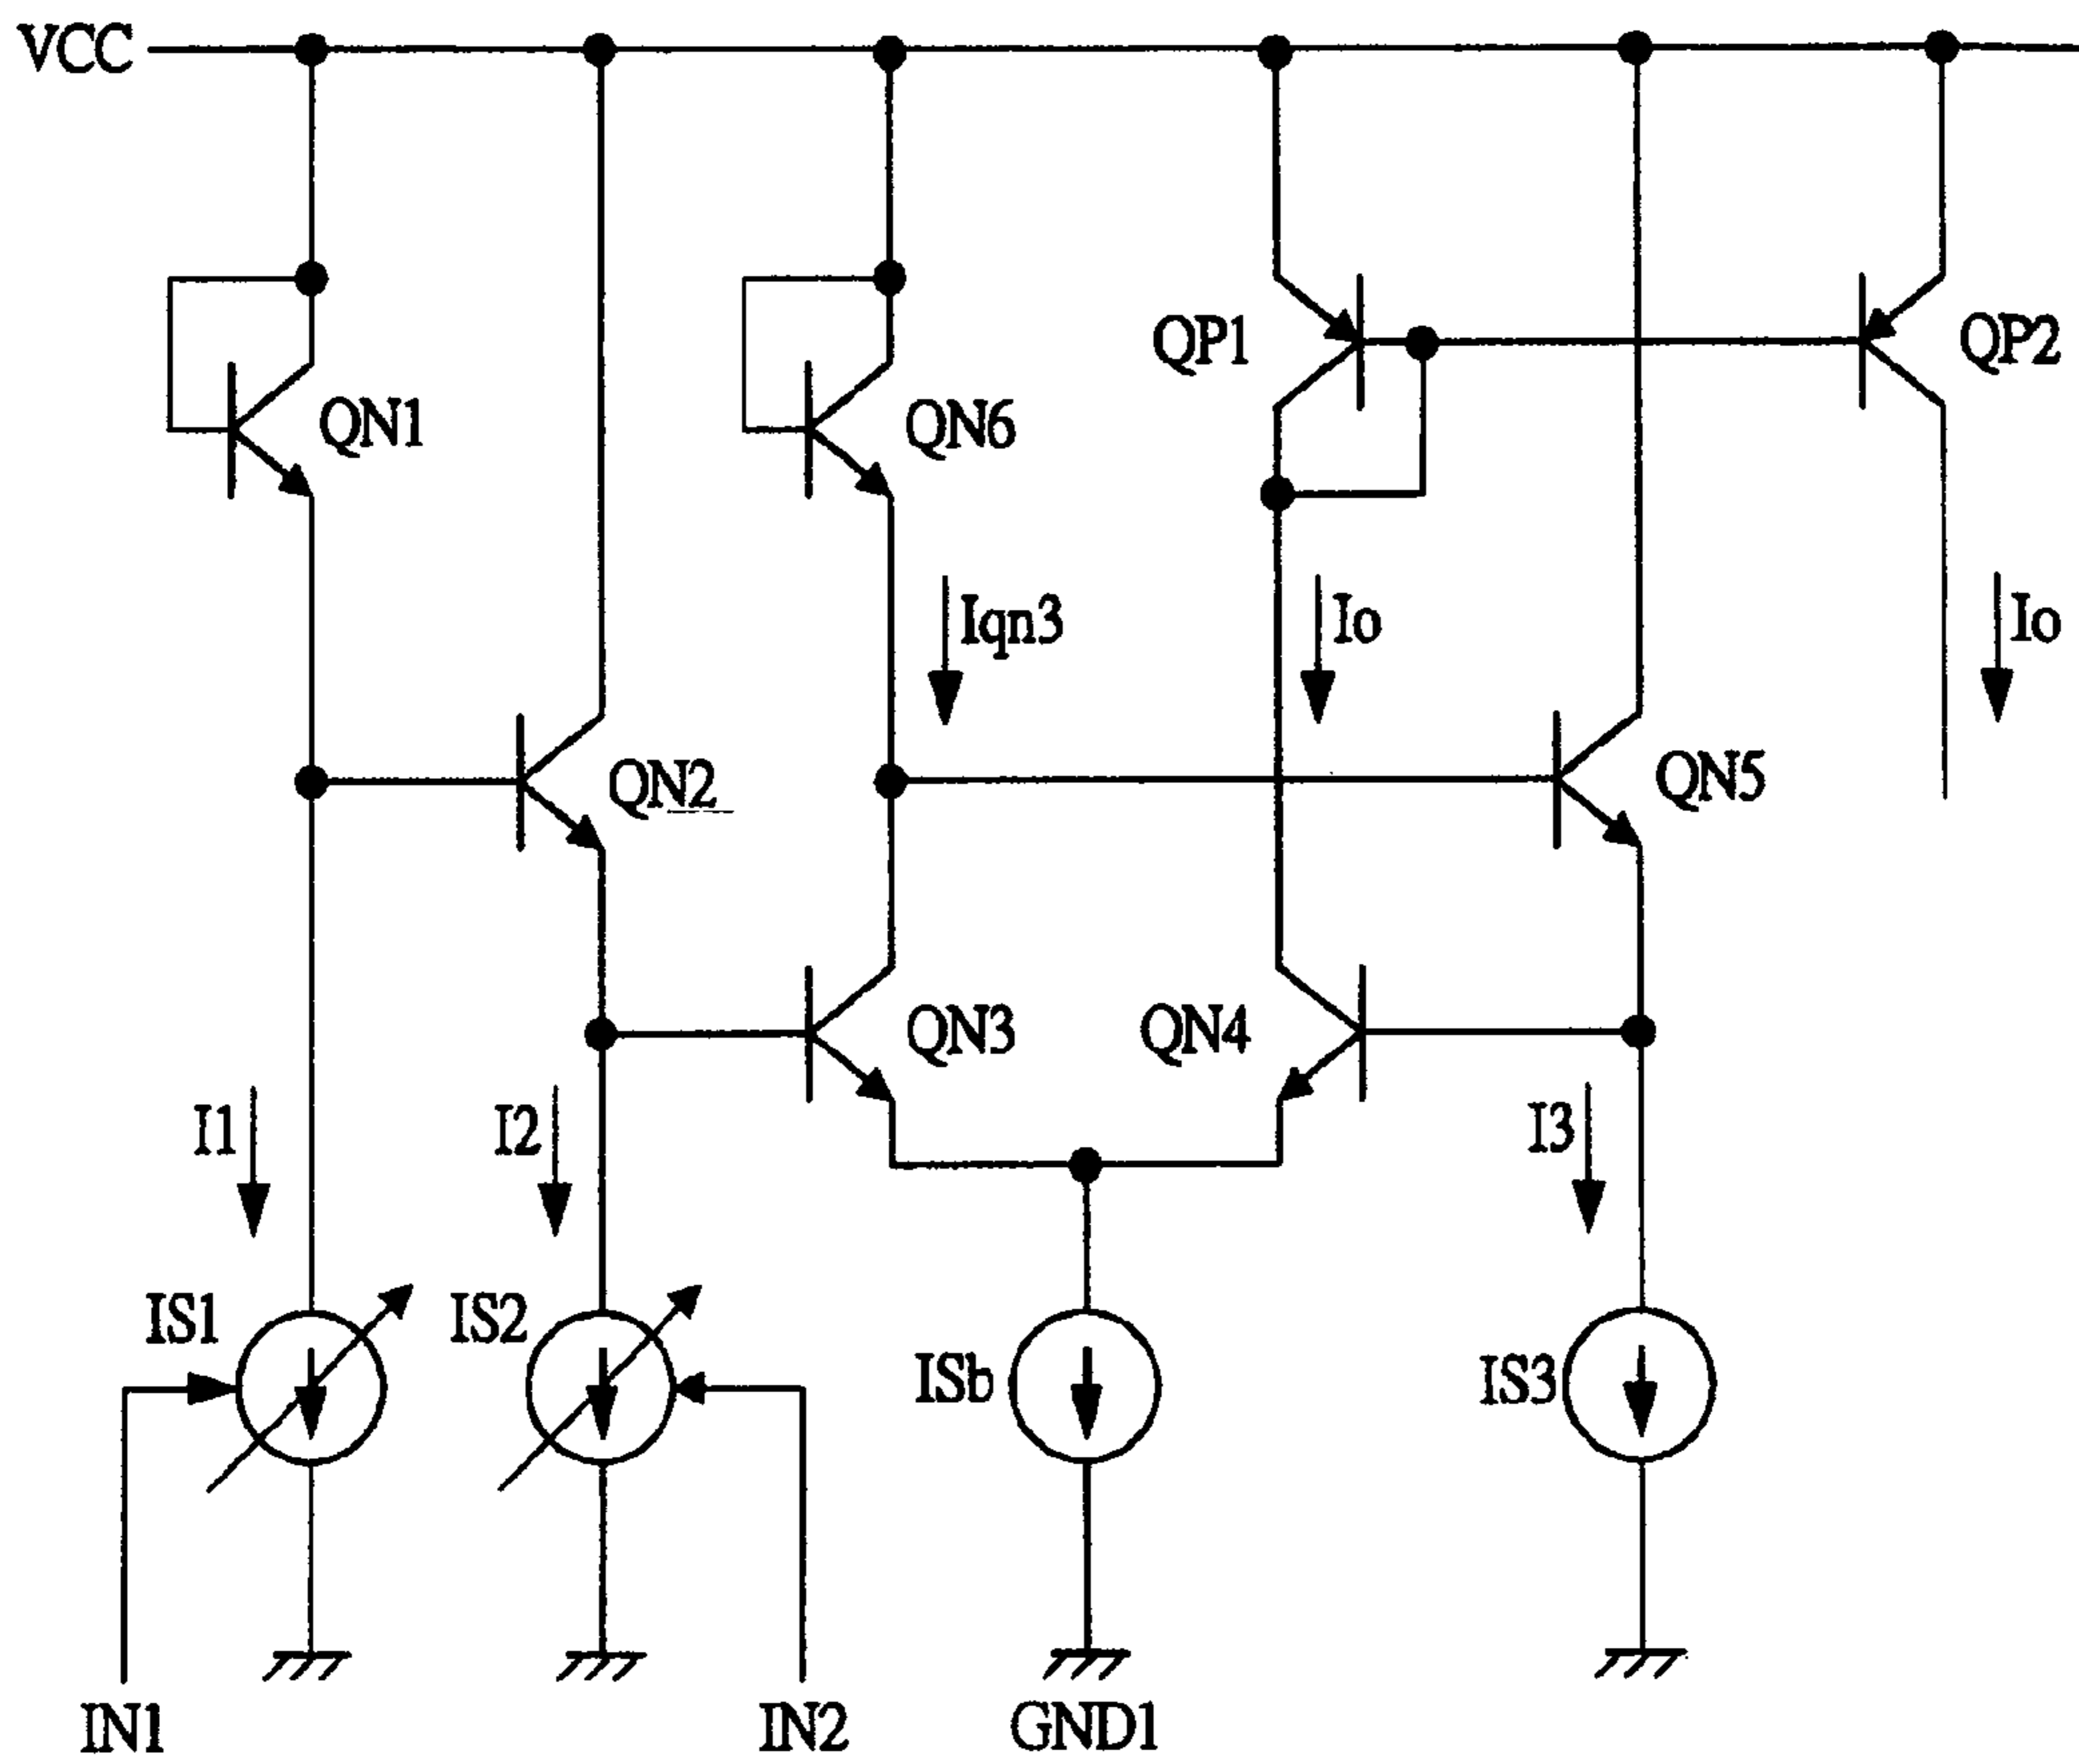 VCC
QP1
QP2
QN1
QN6
Iqn3
Io
Io
QN2
QN5
QN3
QN4
I1
I2
I3
IS1
IS2
ISb
IS3
IN1
IN2
GND1